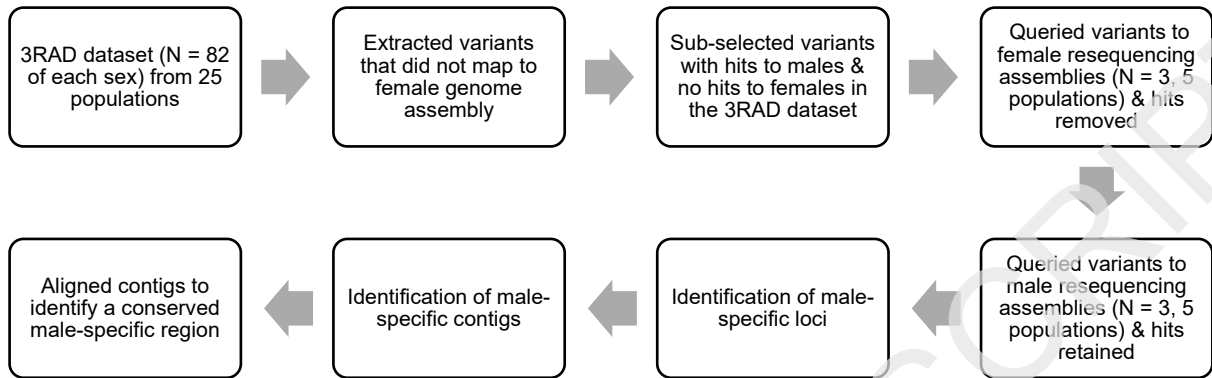 3RAD dataset (N = 82
of each sex) from 25
populations
Extracted variants
that did not map to
female genome
assembly
Sub-selected variants
with hits to males &
no hits to females in
the 3RAD dataset
Queried variants to
female resequencing
assemblies (N = 3, 5
populations) & hits
removed
Queried variants to
male resequencing
assemblies (N = 3, 5
populations) & hits
retained
Identification of male-
specific loci
Identification of male-
specific contigs
Aligned contigs to
identify a conserved
male-specific region
SCRIP